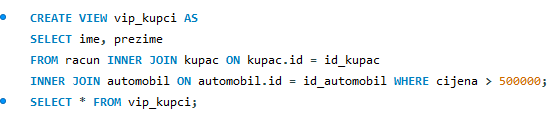 CREATE VIEW vip_kupci AS
SELECT ime, prezime
FROM racun INNER JOIN kupac ON kupac.id = id_kupac
INNER JOIN automobil ON automobil.id = id_automobil WHERE cijena > 500000;
SELECT * FROM vip_kupci;